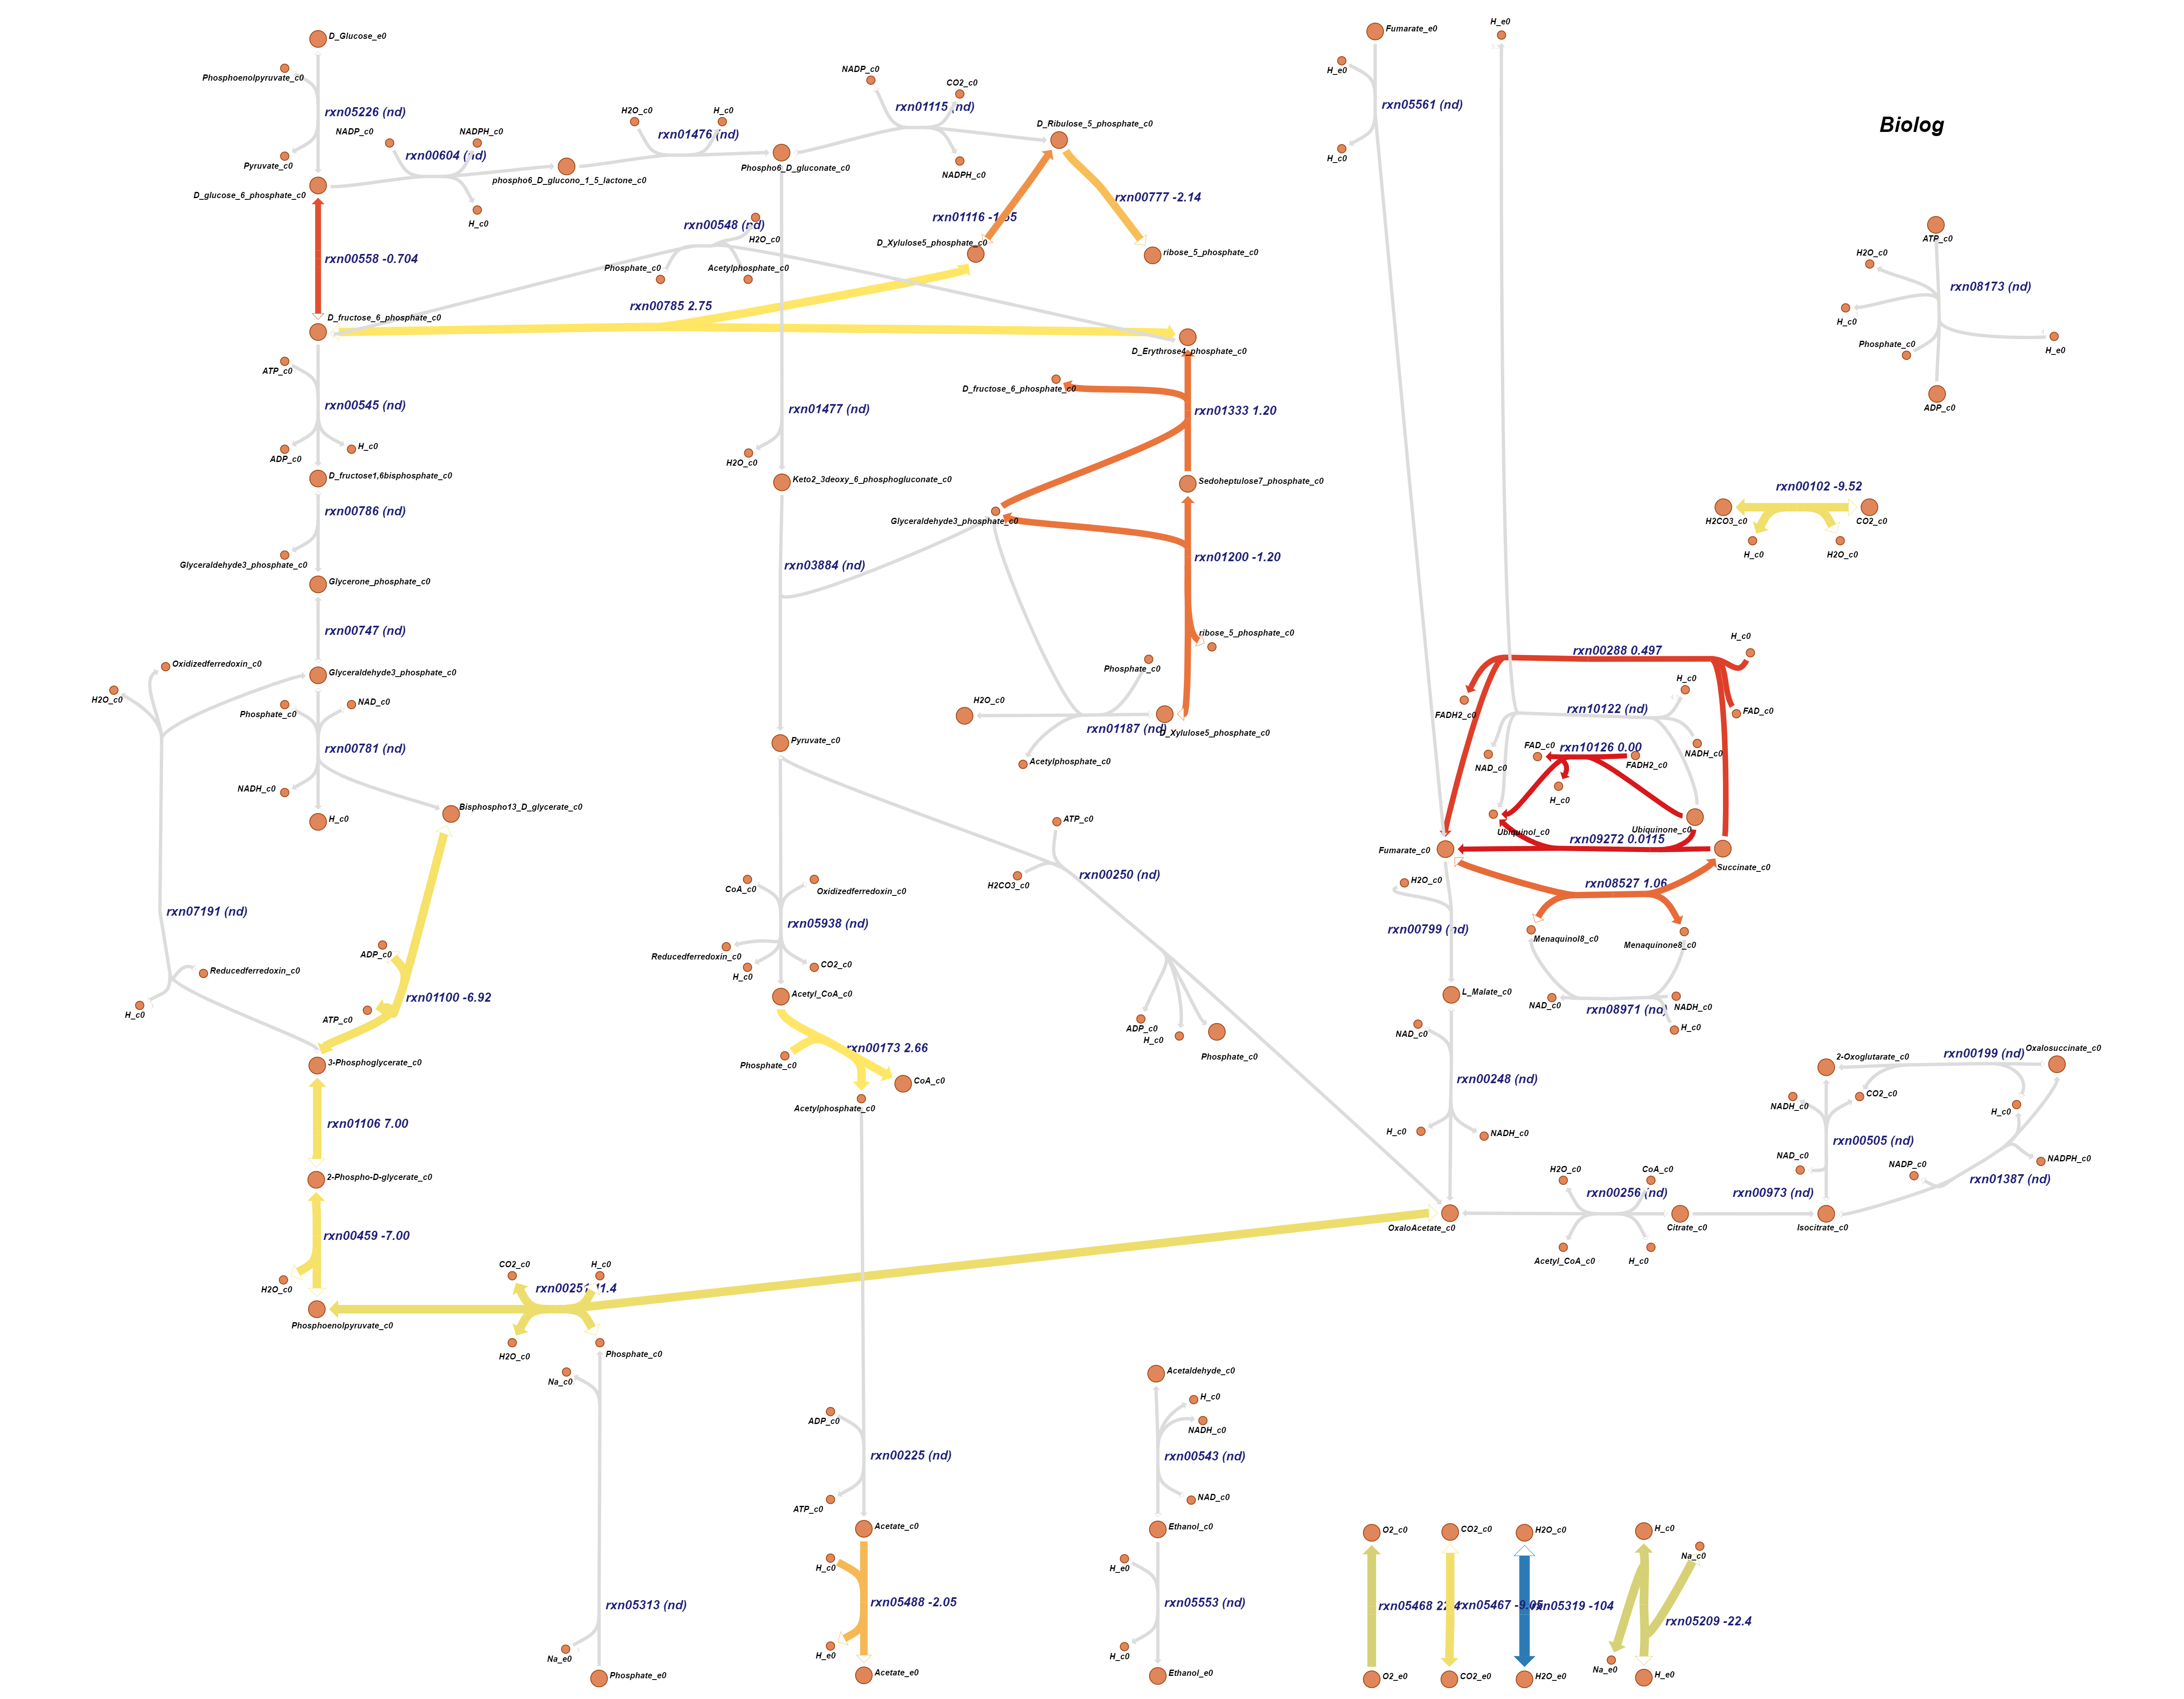 D_Glucose_e0
Phosphoenolpyruvate_c0
rxn05226 (nd)
Pyruvate_c0
D_glucose_6_phosphate_c0
NADP_c0
NADPH_c0
rxn00604 (nd)
H_c0
phospho6_D_glucono_1_5_lactone_c0
H2O_c0
H_c0
rxn01476 (nd)
Phospho6_D_gluconate_c0
NADP_c0
CO2_c0
rxn01115 (nd)
NADPH_c0
D_Ribulose_5_phosphate_c0
rxn00777 -2.14
D_Xylulose5_phosphate_c0
ribose_5_phosphate_c0
rxn00558 -0.704
rxn00548 (nd)
H2O_c0
Phosphate_c0
Acetylphosphate_c0
rxn00785 2.75
D_fructose_6_phosphate_c0
D_Erythrose4_phosphate_c0
ATP_c0
rxn00545 (nd)
ADP_c0
H_c0
D_fructose1,6bisphosphate_c0
rxn00786 (nd)
Glyceraldehyde3_phosphate_c0
Glycerone_phosphate_c0
rxn00747 (nd)
Glyceraldehyde3_phosphate_c0
Oxidizedferredoxin_c0
H2O_c0
Phosphate_c0
NAD_c0
rxn00781 (nd)
NADH_c0
H_c0
Bisphospho13_D_glycerate_c0
rxn07191 (nd)
Reducedferredoxin_c0
H_c0
ADP_c0
rxn01100 -6.92
ATP_c0
3-Phosphoglycerate_c0
rxn01106 7.00
2-Phospho-D-glycerate_c0
rxn00459 -7.00
H2O_c0
Phosphoenolpyruvate_c0
CO2_c0
H_c0
H2O_c0
Phosphate_c0
Na_c0
rxn05313 (nd)
Na_e0
Phosphate_e0
rxn01477 (nd)
H2O_c0
Keto2_3deoxy_6_phosphogluconate_c0
rxn03884 (nd)
D_fructose_6_phosphate_c0
rxn01333 1.20
Sedoheptulose7_phosphate_c0
Glyceraldehyde3_phosphate_c0
rxn01200 -1.20
ribose_5_phosphate_c0
Phosphate_c0
H2O_c0
rxn01187 (nd)
D_Xylulose5_phosphate_c0
Acetylphosphate_c0
Pyruvate_c0
ATP_c0
H2CO3_c0
rxn00250 (nd)
ADP_c0
H_c0
Phosphate_c0
CoA_c0
Oxidizedferredoxin_c0
rxn05938 (nd)
Reducedferredoxin_c0
H_c0
CO2_c0
Acetyl_CoA_c0
rxn00173 2.66
Phosphate_c0
CoA_c0
Acetylphosphate_c0
ADP_c0
rxn00225 (nd)
ATP_c0
Acetate_c0
H_c0
rxn05488 -2.05
H_e0
Acetate_e0
Acetaldehyde_c0
H_c0
NADH_c0
rxn00543 (nd)
NAD_c0
Ethanol_c0
H_e0
rxn05553 (nd)
H_c0
Ethanol_e0
Fumarate_e0
H_e0
H_e0
rxn05561 (nd)
H_c0
Biolog
ATP_c0
H2O_c0
rxn08173 (nd)
H_c0
Phosphate_c0
H_e0
ADP_c0
rxn00102 -9.52
H2CO3_c0
CO2_c0
H_c0
H2O_c0
H_c0
rxn00288 0.497
H_c0
FADH2_c0
rxn10122 (nd)
FAD_c0
FAD_c0
rxn10126 0.00
NADH_c0
NAD_c0
FADH2_c0
H_c0
Ubiquinol_c0
Ubiquinone_c0
rxn09272 0.0115
Fumarate_c0
Succinate_c0
H2O_c0
rxn08527 1.06
rxn00799 (nd)
Menaquinol8_c0
Menaquinone8_c0
L_Malate_c0
NAD_c0
NADH_c0
rxn08971 (nd)
H_c0
NAD_c0
rxn00248 (nd)
H_c0
NADH_c0
OxaloAcetate_c0
H2O_c0
CoA_c0
rxn00256 (nd)
Acetyl_CoA_c0
H_c0
Citrate_c0
rxn00973 (nd)
Isocitrate_c0
2-Oxoglutarate_c0
rxn00199 (nd)
Oxalosuccinate_c0
NADH_c0
CO2_c0
H_c0
rxn00505 (nd)
NAD_c0
NADP_c0
NADPH_c0
rxn01387 (nd)
O2_c0
CO2_c0
H2O_c0
H_c0
Na_c0
rxn05468
rxn05467
rxn05319 -104
rxn05209 -22.4
Na_e0
O2_e0
CO2_e0
H2O_e0
H_e0